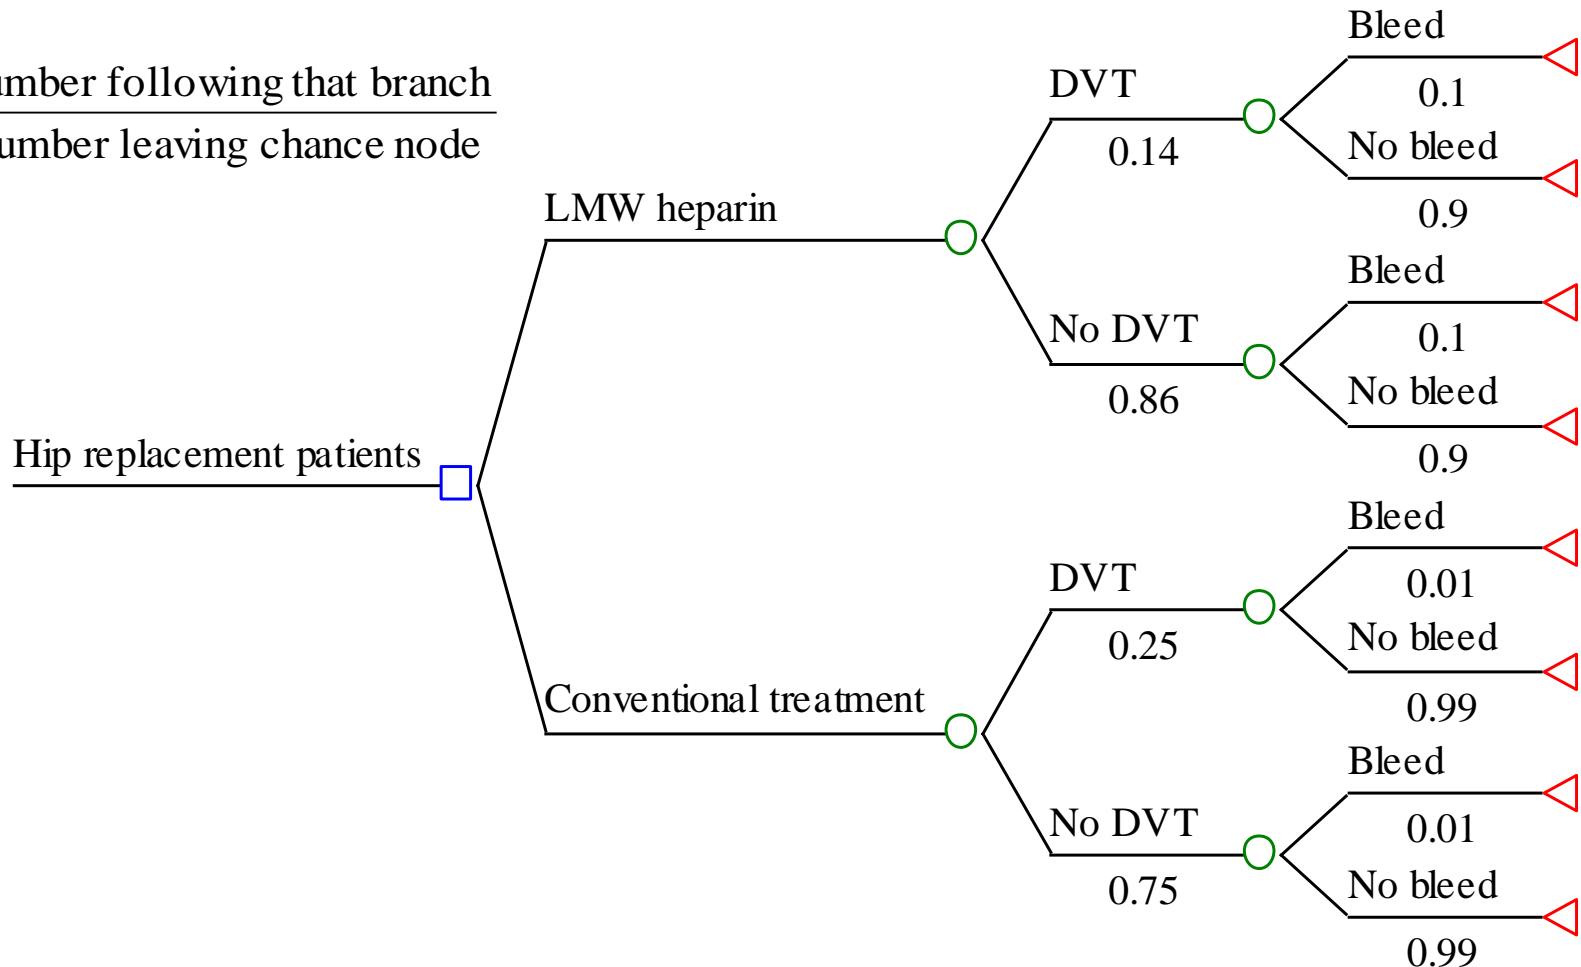 following that branch
leaving chance node
Hip replacement patients
LMW heparin
Conventional treatment
DVT
0.14
No DVT
0.86
DVT
0.25
No DVT
0.75
Bleed
0.1
No bleed
0.9
Bleed
0.1
No bleed
0.9
Bleed
0.01
No bleed
0.99
Bleed
0.01
No bleed
0.99